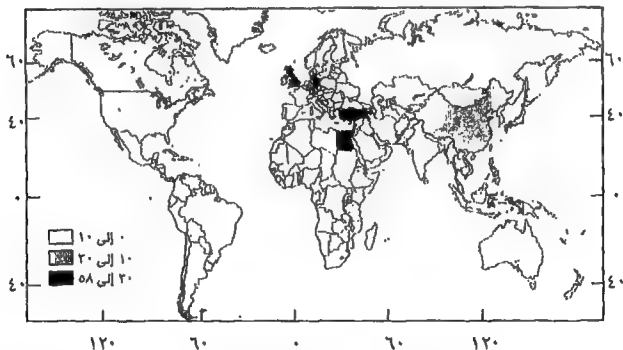 ٦٠ ٦٠
٤٠ ٤٠
٠ ٠
٠ إلى ١٠
١٠ إلى ٢٠
٢٠ إلى ٥٨
٤٠ ٤٠
١٢٠ ٦٠ ٠ ٦٠ ١٢٠